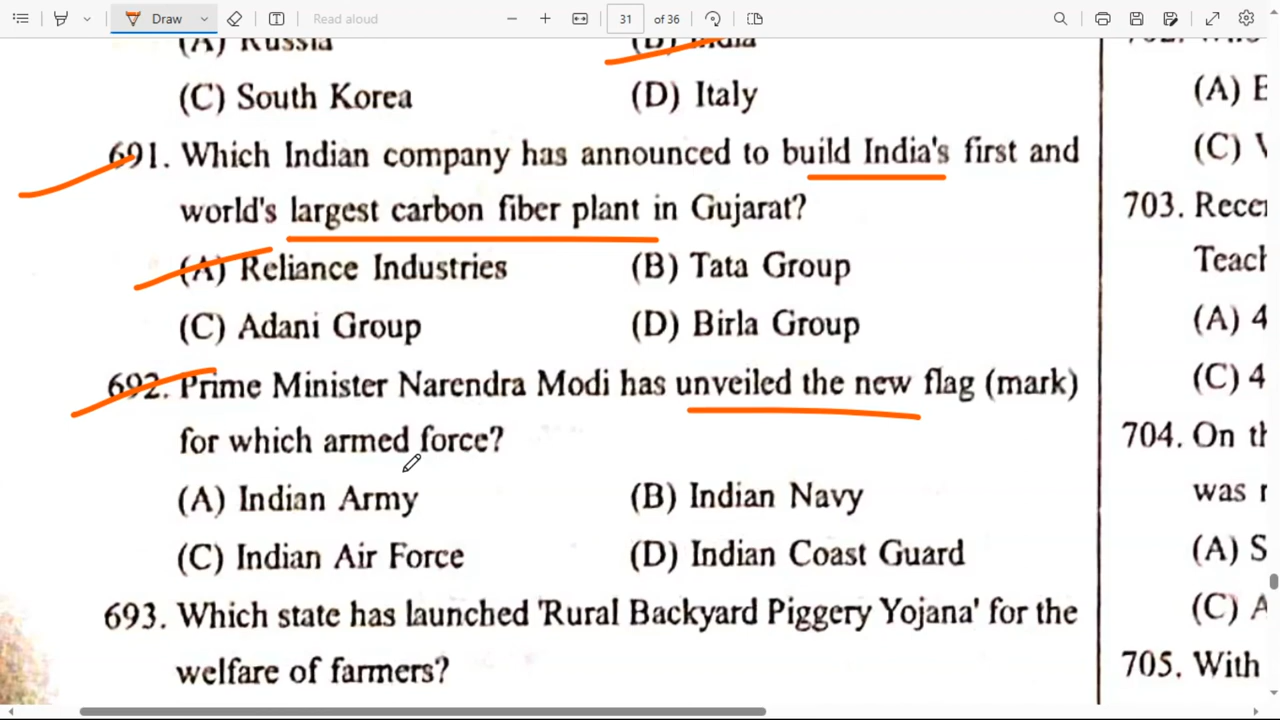 Draw
Read aloud
31 of 36
(A) Russia (B) India
(C) South Korea (D) Italy
691. Which Indian company has announced to build India's first and
world's largest carbon fiber plant in Gujarat?
(A) Reliance Industries (B) Tata Group
(C) Adani Group (D) Birla Group
692. Prime Minister Narendra Modi has unveiled the new flag (mark)
for which armed force?
(A) Indian Army (B) Indian Navy
(C) Indian Air Force (D) Indian Coast Guard
693. Which state has launched 'Rural Backyard Piggery Yojana' for the
welfare of farmers?
(A) E
(C) V
703. Recer
Teach
(A) 4
(C) 4
704. On th
was r
(A) S
(C) A
705. With